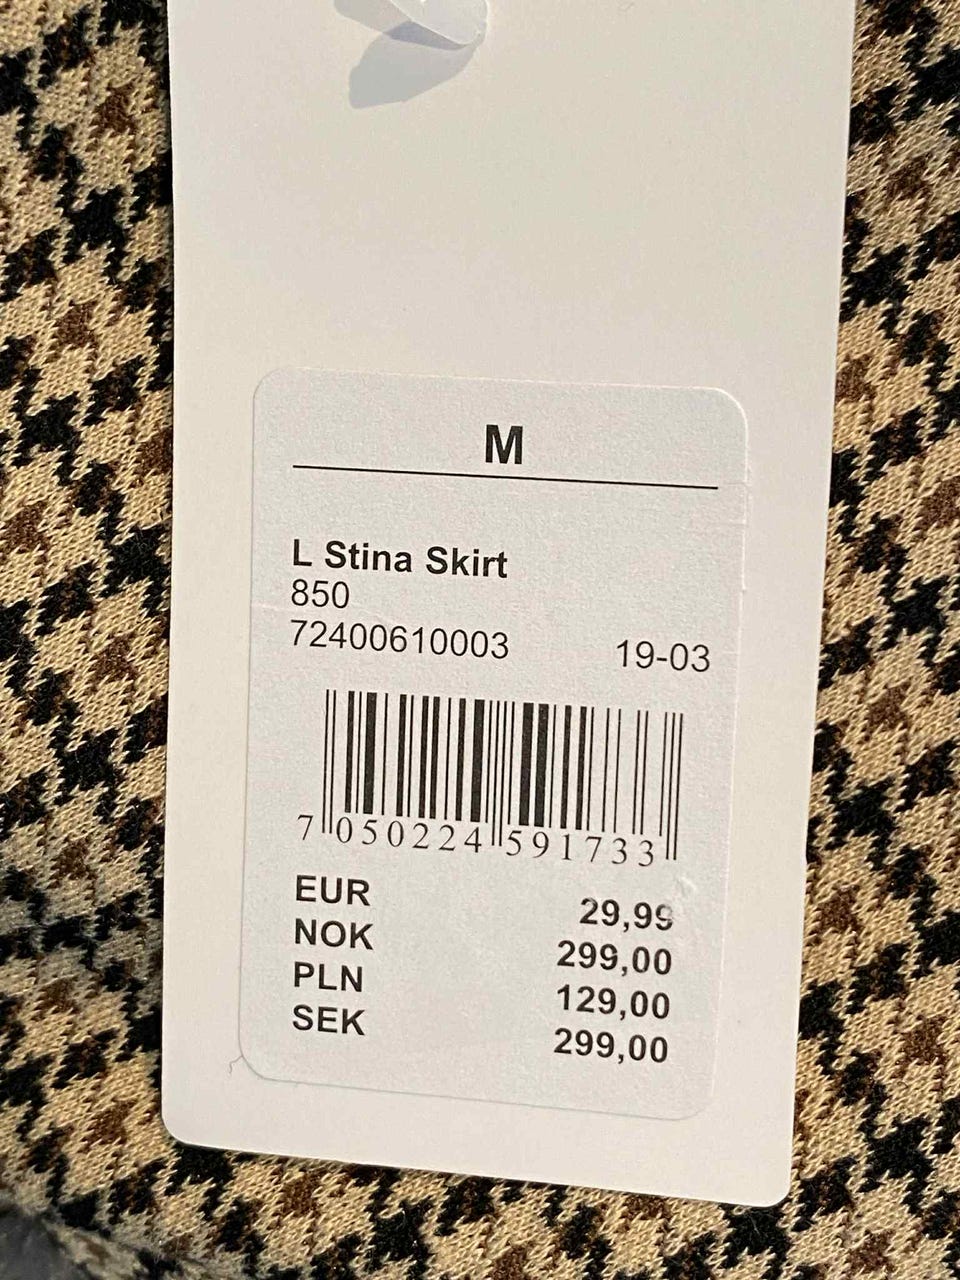 M
L Stina Skirt
850
72400610003 19-03
7 050224 591733
EUR 29,99
NOK 299,00
PLN 129,00
SEK 299,00